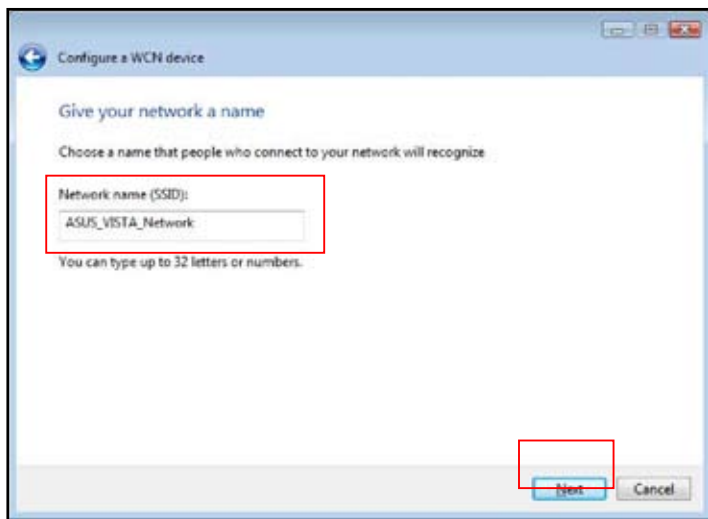 Configure a WCN device
Give your network a name
Choose a name that people who connect to your network will recognize
Network name (SSID):
ASUS_VISTA_Network
You can type up to 32 letters or numbers.
Next Cancel